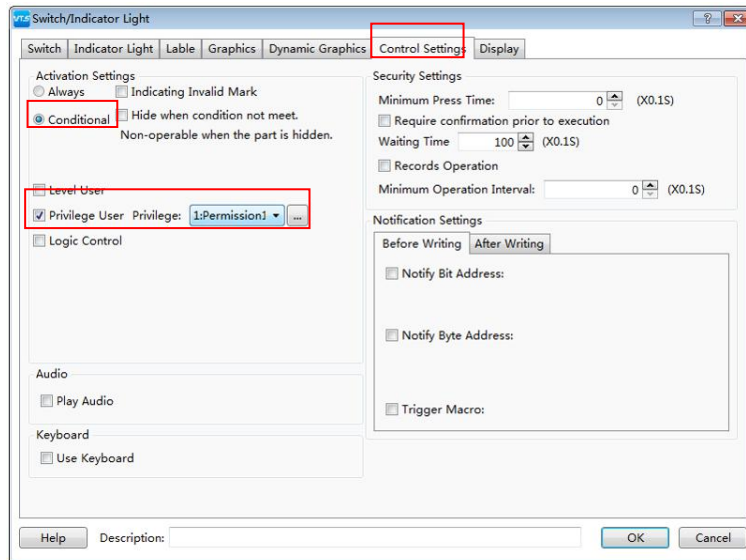 VT.S Switch/Indicator Light
Switch Indicator Light Lable Graphics Dynamic Graphics Control Settings Display
Activation Settings
Always Indicating Invalid Mark
Conditional Hide when condition not meet.
Non-operable when the part is hidden.
Level User
Privilege User Privilege: 1:Permission1 ...
Logic Control
Audio
Play Audio
Keyboard
Use Keyboard
Security Settings
Minimum Press Time: 0 (X0.1S)
Require confirmation prior to execution
Waiting Time 100 (X0.1S)
Records Operation
Minimum Operation Interval: 0 (X0.1S)
Notification Settings
Before Writing After Writing
Notify Bit Address:
Notify Byte Address:
Trigger Macro:
Help Description: OK Cancel